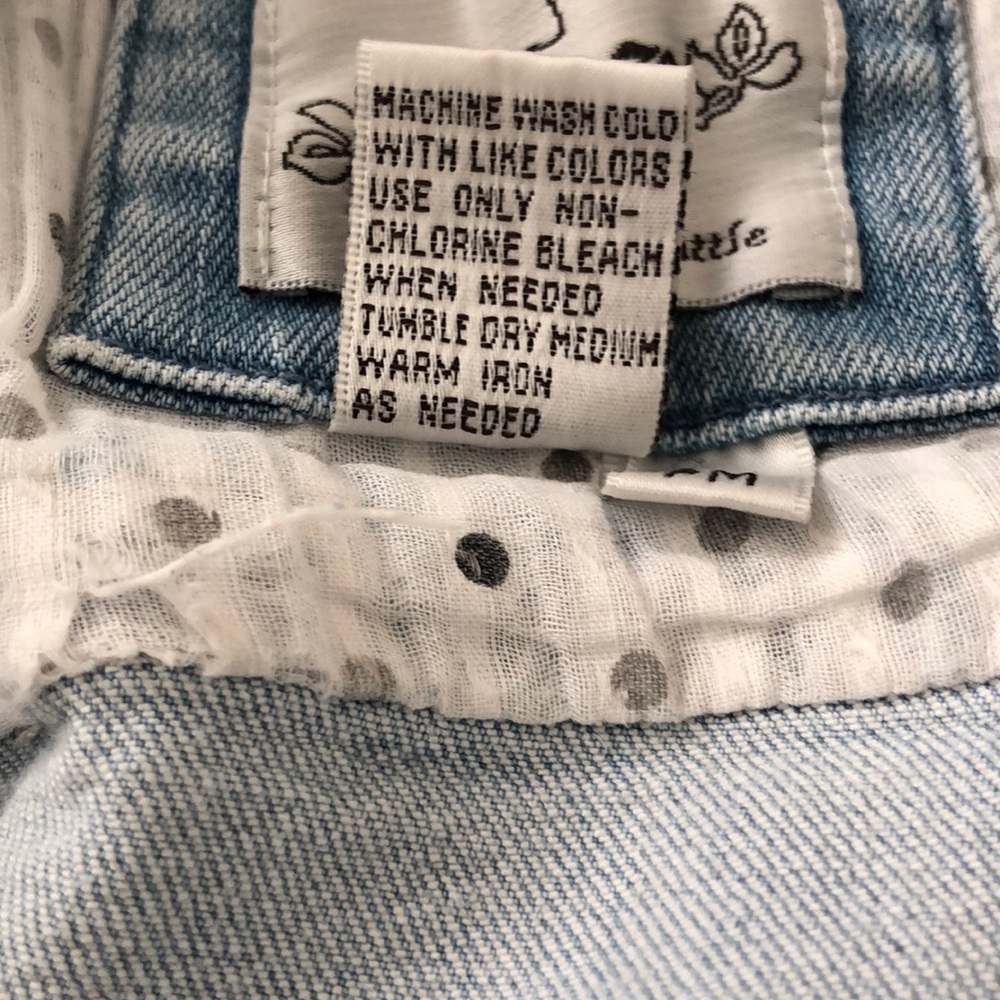 MACHINE WASH COLD
WITH LIKE COLORS
USE ONLY NON-
CHLORINE BLEACH
WHEN NEEDED
TUMBLE DRY MEDIUM
WARM IRON
AS NEEDED